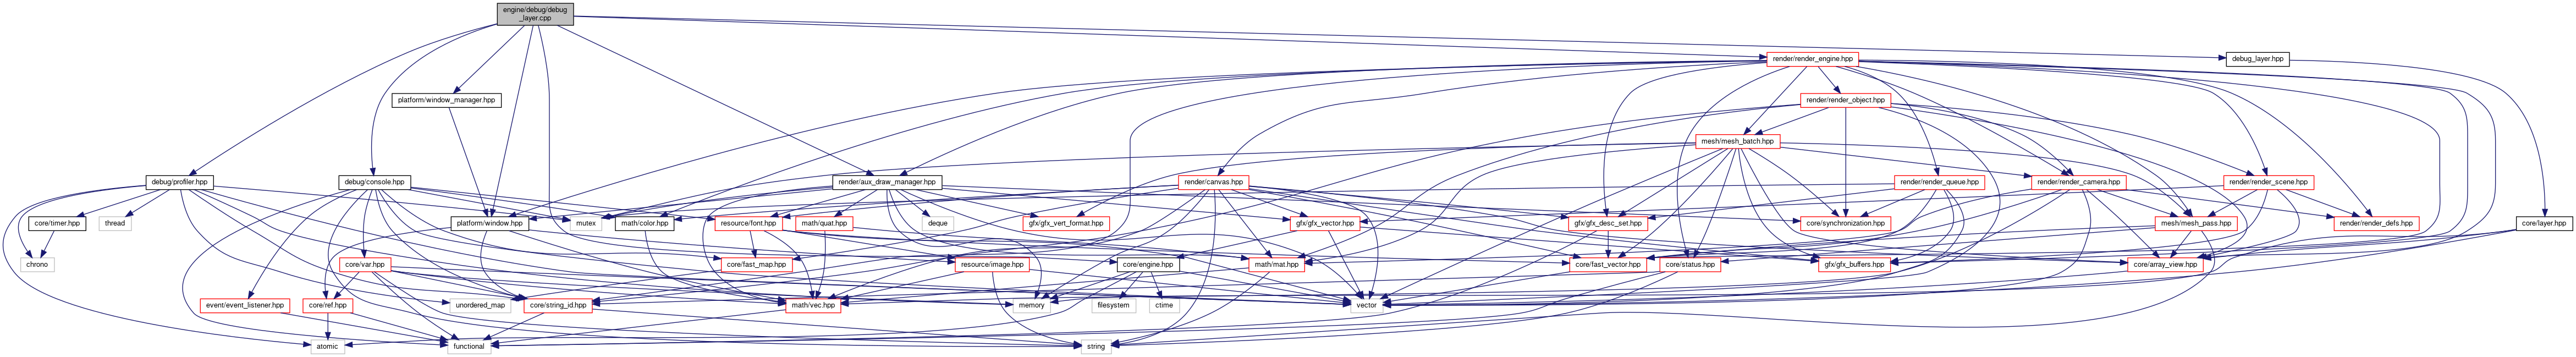 engine/debug/debug
_layer.cpp
render/render_engine.hpp
debug_layer.hpp
platform/window_manager.hpp
render/render_object.hpp
mesh/mesh_batch.hpp
debug/profiler.hpp
debug/console.hpp
render/aux_draw_manager.hpp
render/canvas.hpp
render/render_queue.hpp
render/render_camera.hpp
render/render_scene.hpp
core/timer.hpp
thread
platform/window.hpp
mutex
math/color.hpp
resource/font.hpp
math/quat.hpp
deque
gfx/gfx_vert_format.hpp
gfx/gfx_vector.hpp
gfx/gfx_desc_set.hpp
core/synchronization.hpp
mesh/mesh_pass.hpp
render/render_defs.hpp
core/layer.hpp
chrono
core/var.hpp
core/fast_map.hpp
resource/image.hpp
core/engine.hpp
math/mat.hpp
core/fast_vector.hpp
core/status.hpp
gfx/gfx_buffers.hpp
core/array_view.hpp
event/event_listener.hpp
core/ref.hpp
unordered_map
core/string_id.hpp
math/vec.hpp
memory
filesystem
ctime
vector
atomic
functional
string